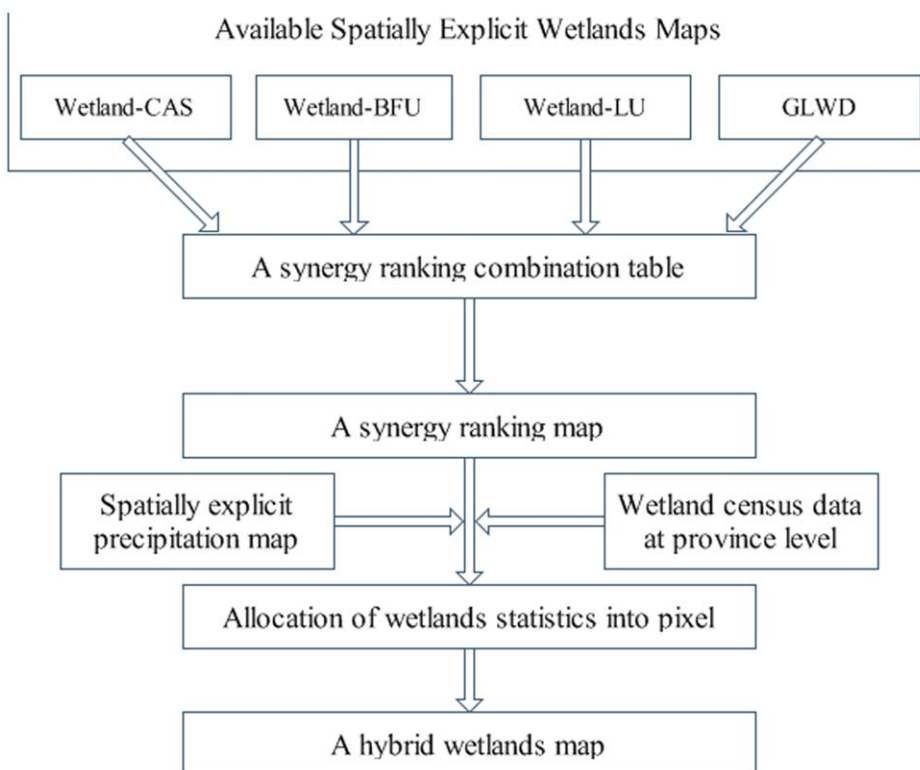 Available Spatially Explicit Wetlands Maps
Wetland-CAS
Wetland-BFU
Wetland-LU
GLWD
A synergy ranking combination table
A synergy ranking map
Spatially explicit
precipitation map
Wetland census data
at province level
Allocation of wetlands statistics into pixel
A hybrid wetlands map